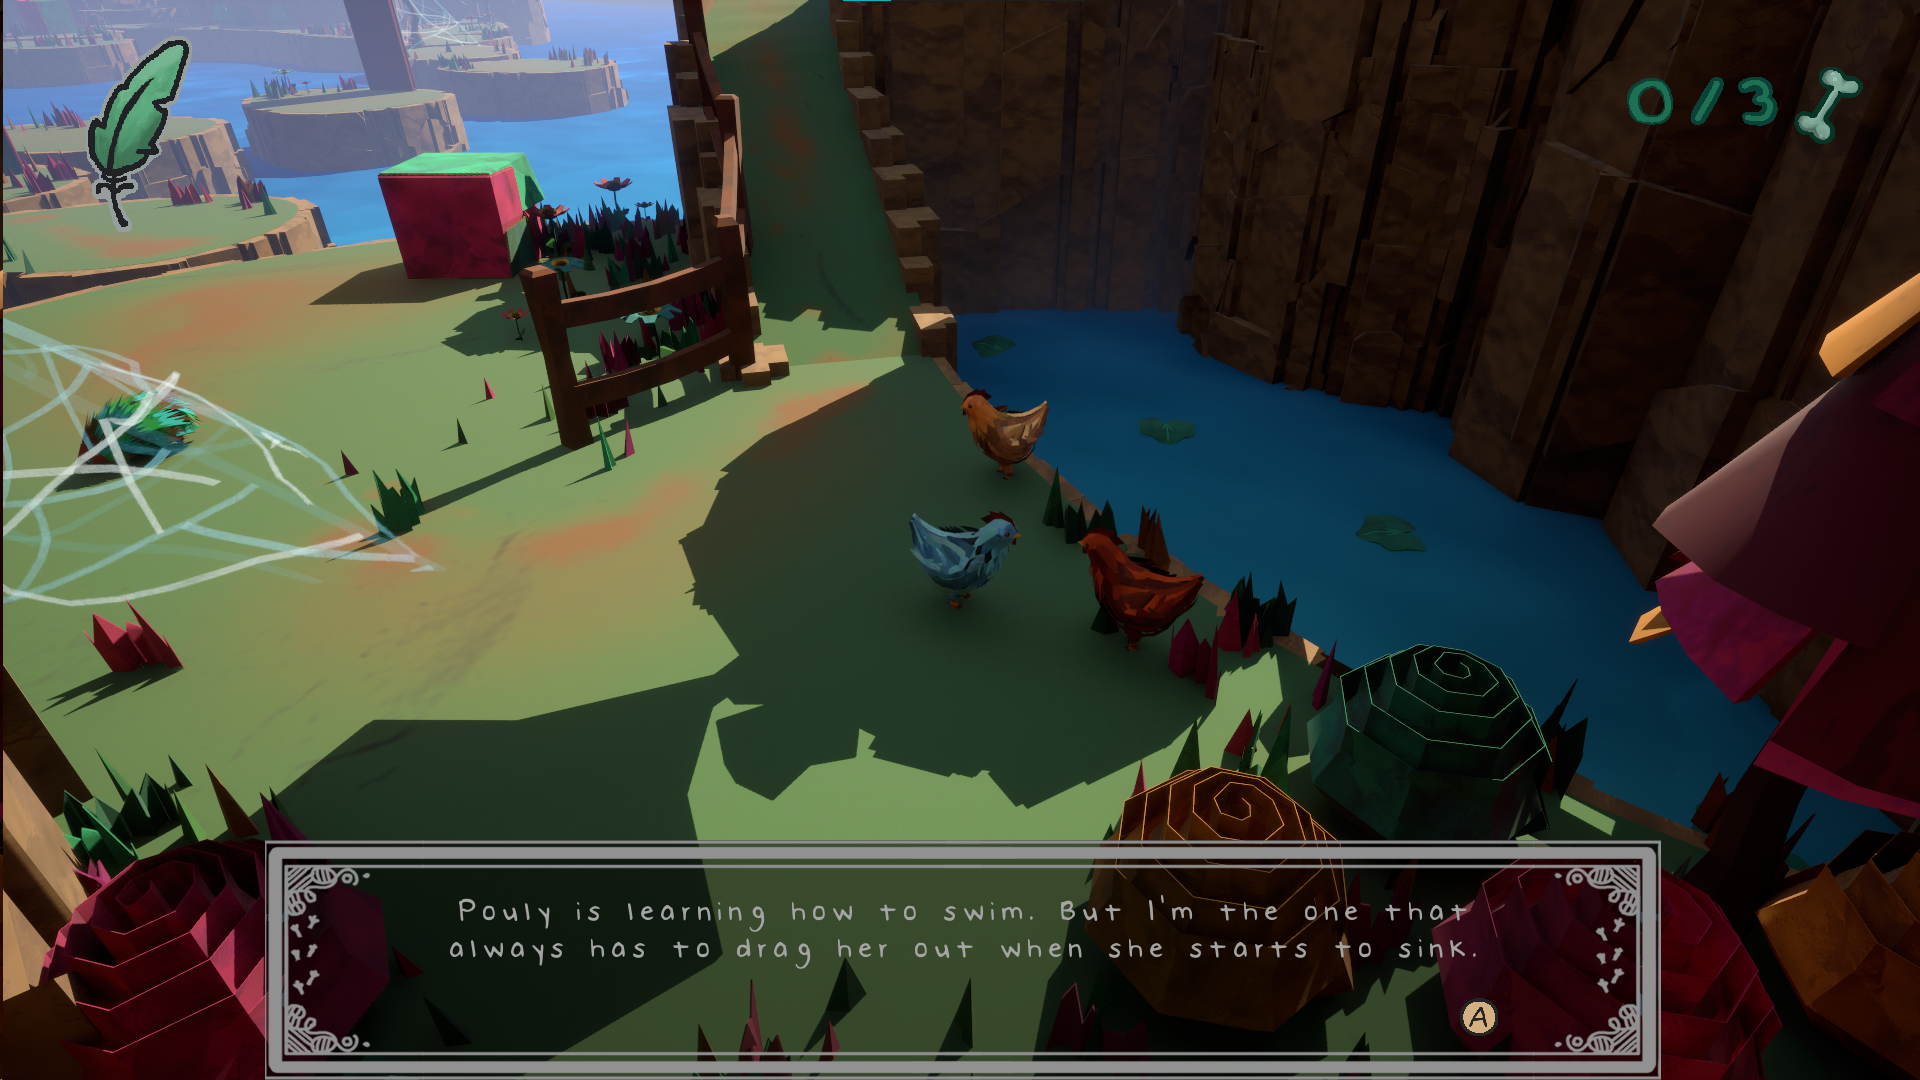 0/3
Pouly is learning how to swim. But I'm the one that
always has to drag her out when she starts to sink.
A